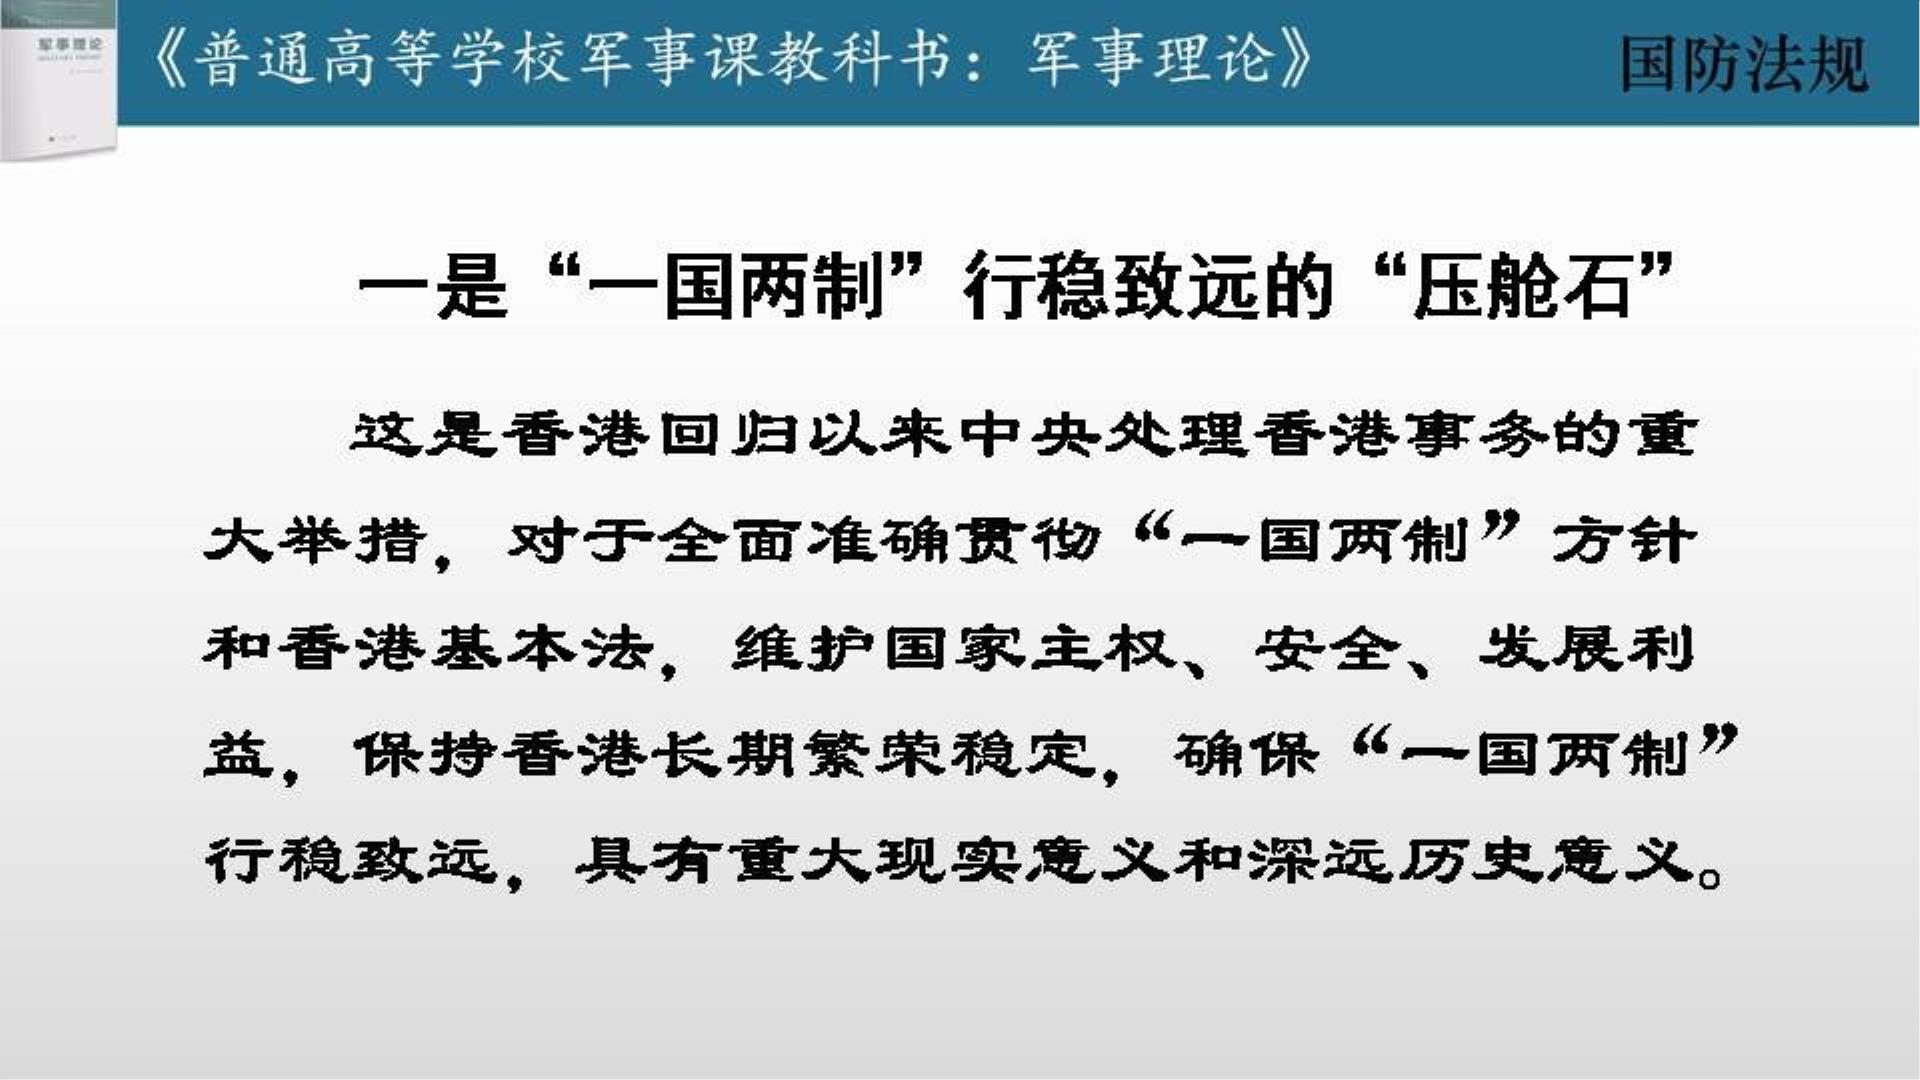 军事理论
《普通高等学校军事课教科书：军事理论》
国防法规
一是“一国两制”行稳致远的“压舱石”
这是香港回归以来中央处理香港事务的重
大举措，对于全面准确贯彻“一国两制”方针
和香港基本法，维护国家主权、安全、发展利
益，保持香港长期繁荣稳定，确保“一国两制”
行稳致远，具有重大现实意义和深远历史意义。